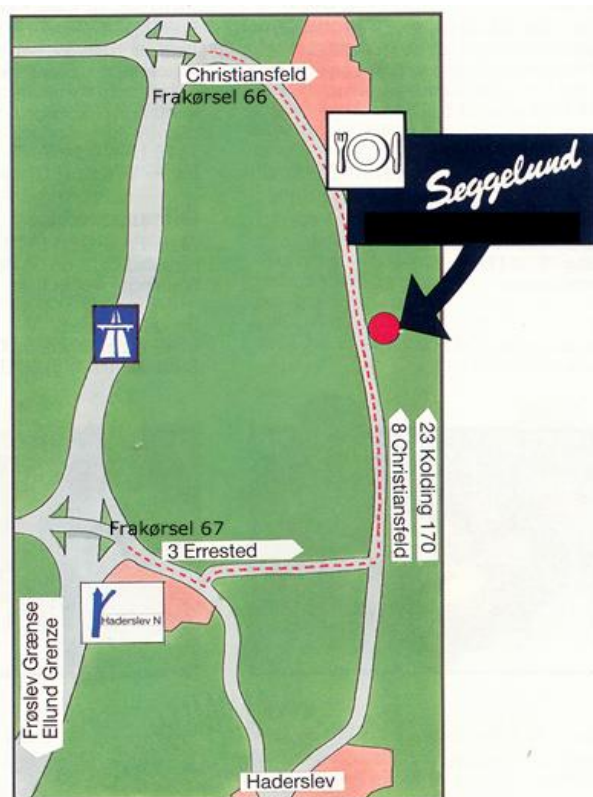 Christiansfeld
Frakørsel 66
Seggelund
23 Kolding 170
8 Christiansfeld
Frakørsel 67
3 Errested
Haderslev N
Frøslev Grænse
Ellund Grenze
Haderslev